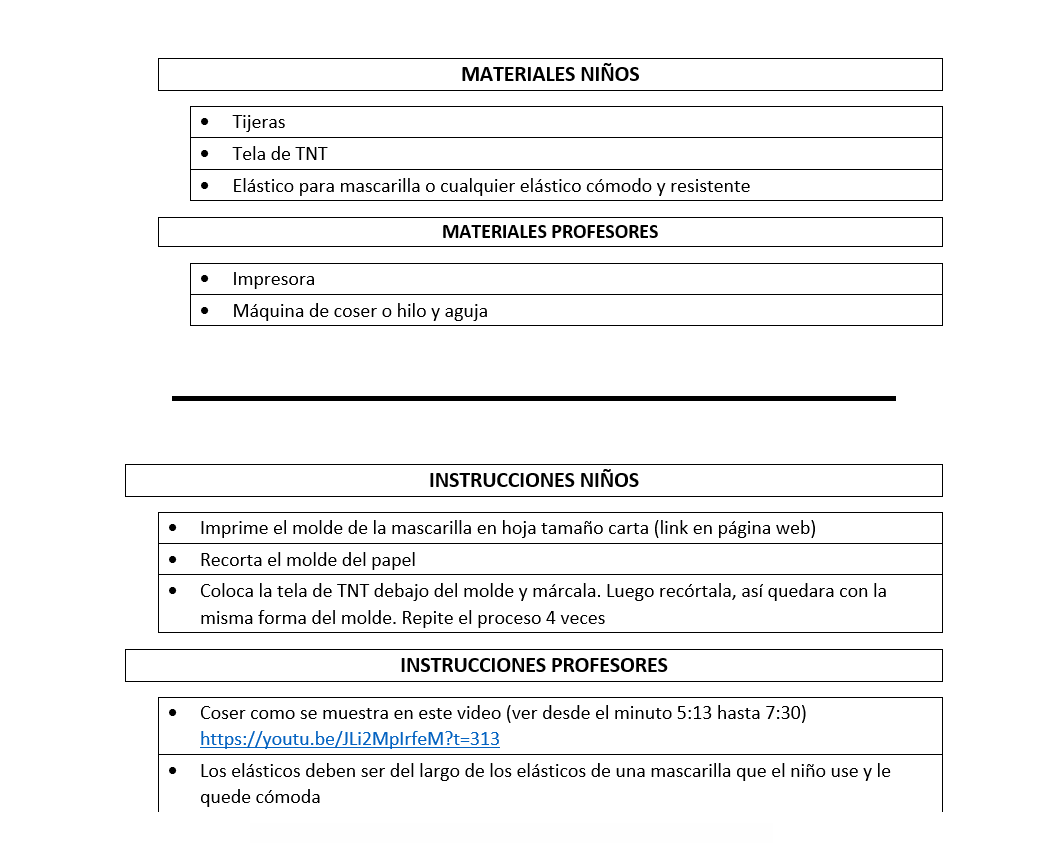 MATERIALES NIÑOS
• Tijeras
• Tela de TNT
• Elástico para mascarilla o cualquier elástico cómodo y resistente
MATERIALES PROFESORES
• Impresora
• Máquina de coser o hilo y aguja
INSTRUCCIONES NIÑOS
• Imprime el molde de la mascarilla en hoja tamaño carta (link en página web)
• Recorta el molde del papel
• Coloca la tela de TNT debajo del molde y márcala. Luego recórtala, así quedara con la
misma forma del molde. Repite el proceso 4 veces
INSTRUCCIONES PROFESORES
• Coser como se muestra en este video (ver desde el minuto 5:13 hasta 7:30)
https://youtu.be/JLi2MpIrfeM?t=313
• Los elásticos deben ser del largo de los elásticos de una mascarilla que el niño use y le
quede cómoda